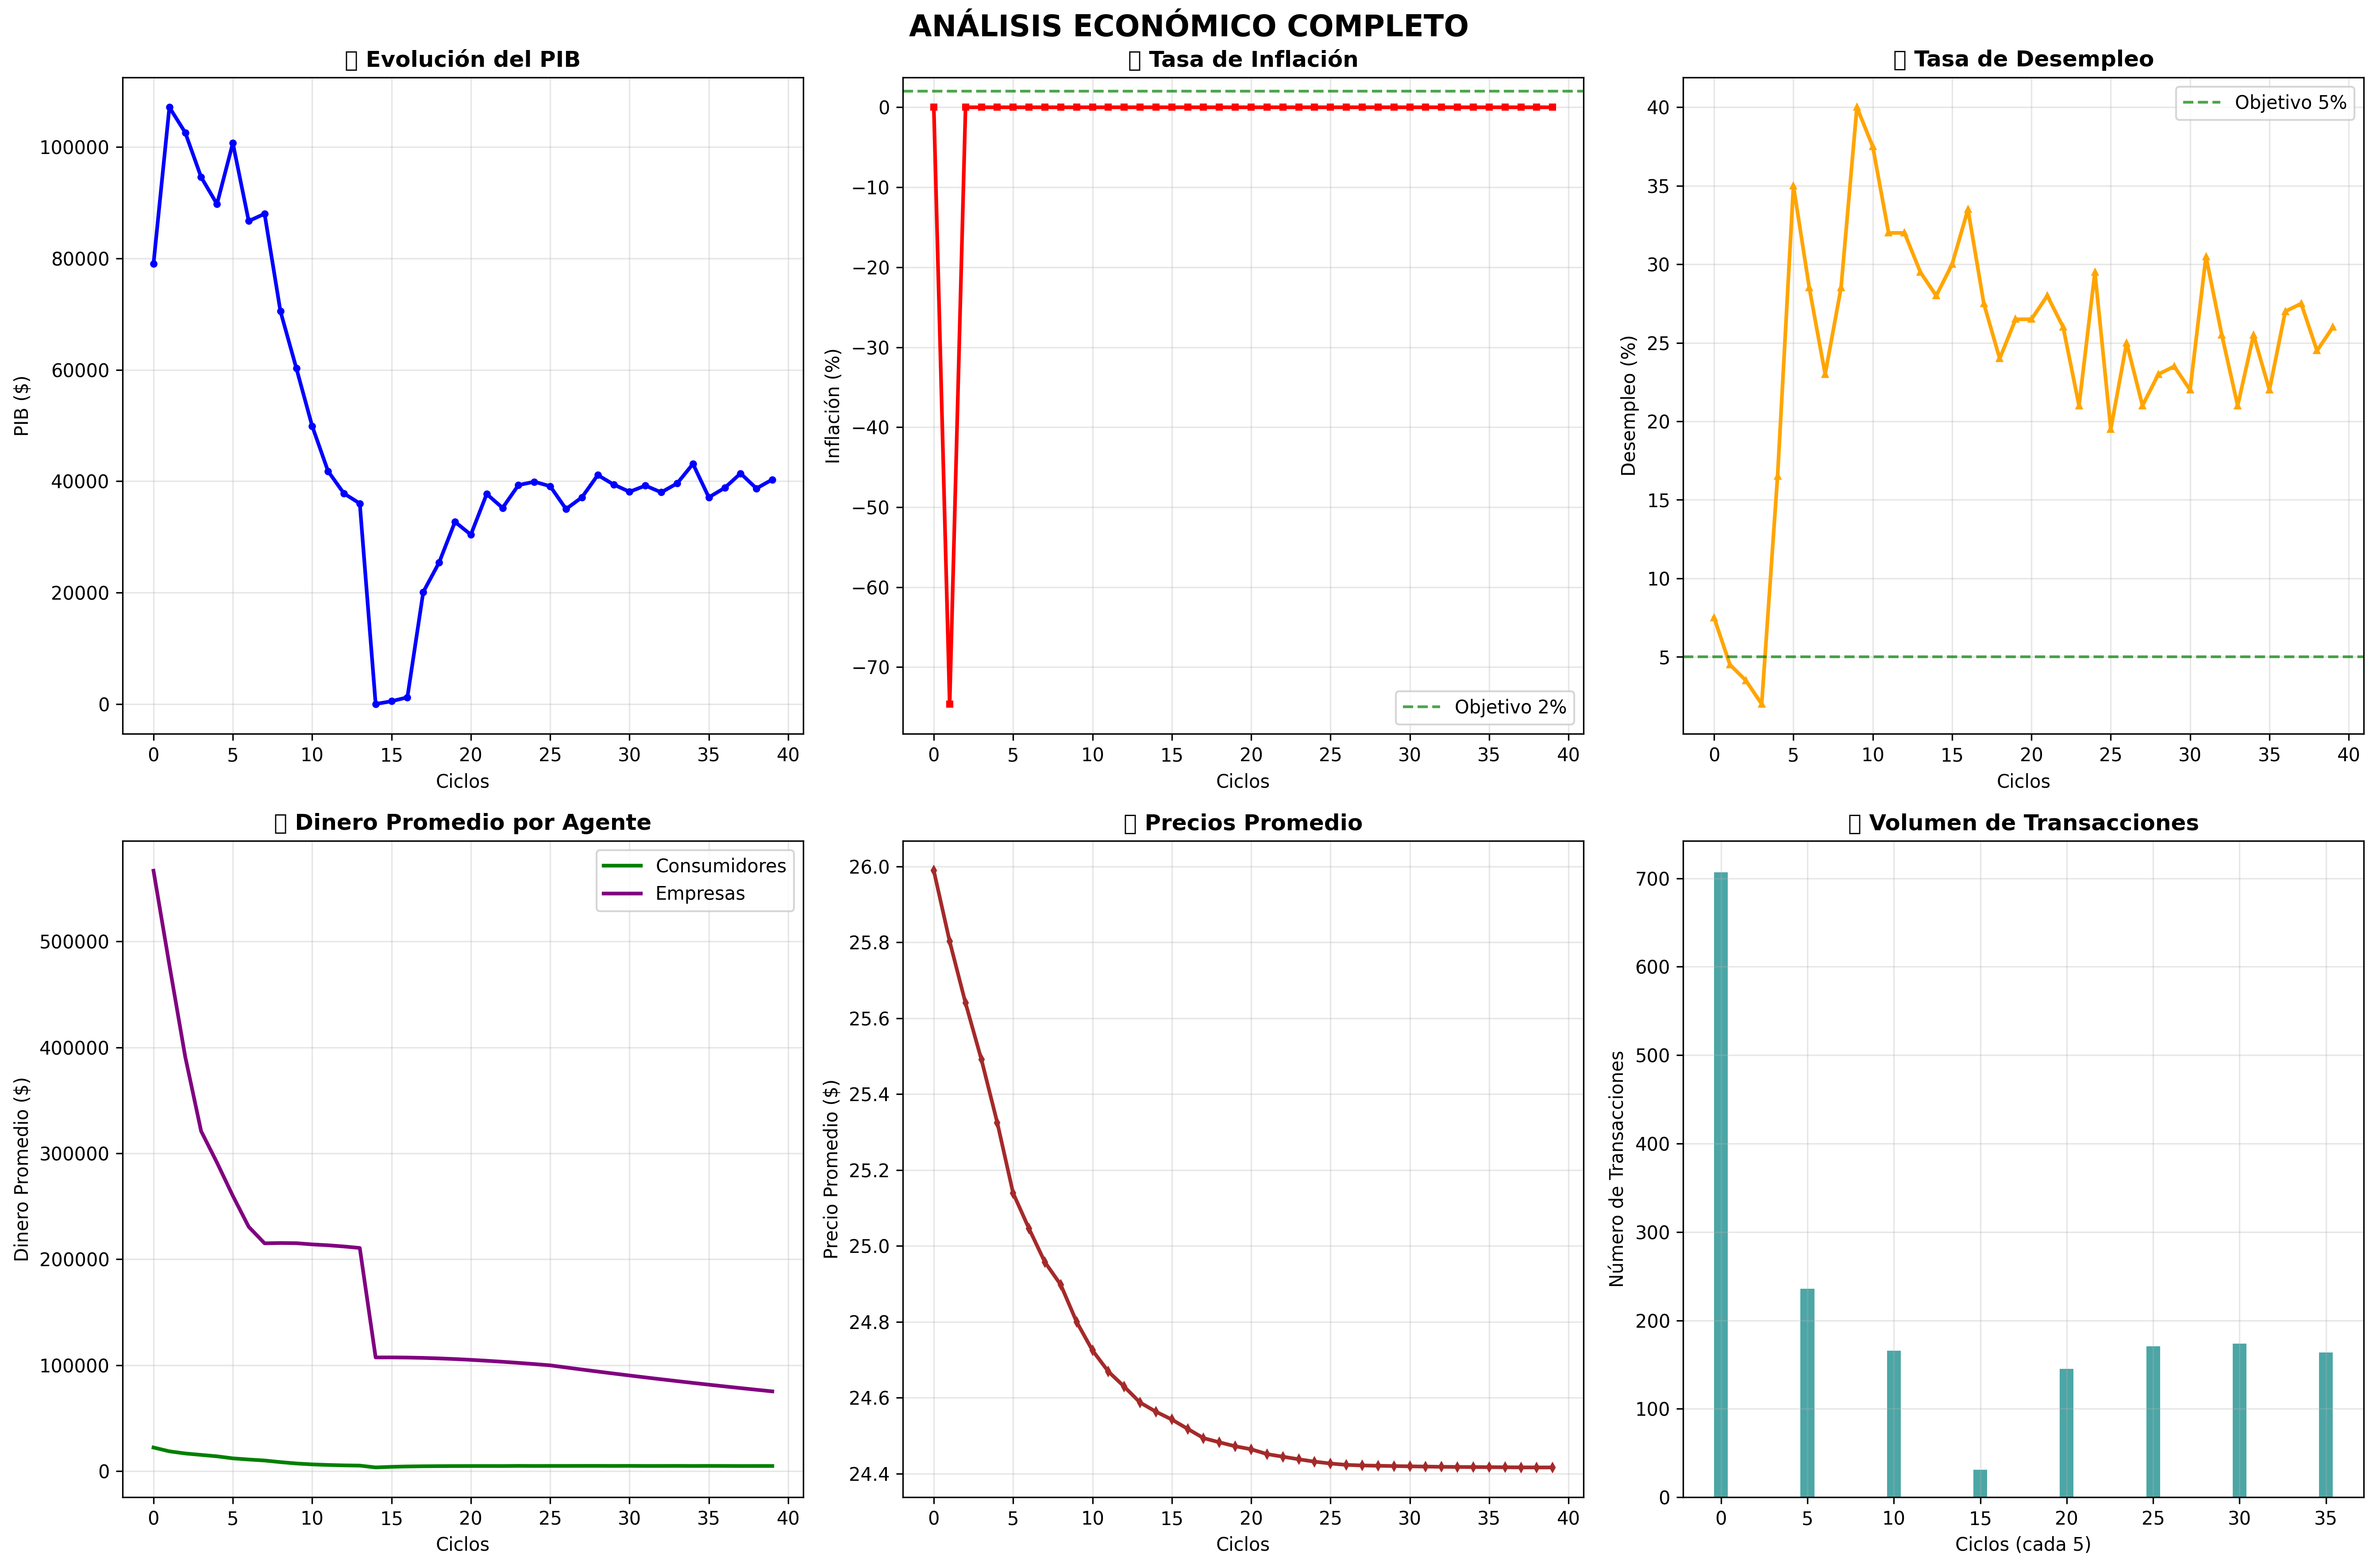 ANÁLISIS ECONÓMICO COMPLETO
Evolución del PIB
PIB ($)
100000
80000
60000
40000
20000
0
0 5 10 15 20 25 30 35 40
Ciclos
Tasa de Inflación
Inflación (%)
0
−10
−20
−30
−40
−50
−60
−70
Objetivo 2%
0 5 10 15 20 25 30 35 40
Ciclos
Tasa de Desempleo
Desempleo (%)
Objetivo 5%
40
35
30
25
20
15
10
5
0 5 10 15 20 25 30 35 40
Ciclos
Dinero Promedio por Agente
Dinero Promedio ($)
Consumidores
Empresas
500000
400000
300000
200000
100000
0
0 5 10 15 20 25 30 35 40
Ciclos
Precios Promedio
Precio Promedio ($)
26.0
25.8
25.6
25.4
25.2
25.0
24.8
24.6
24.4
0 5 10 15 20 25 30 35 40
Ciclos
Volumen de Transacciones
Número de Transacciones
700
600
500
400
300
200
100
0
0 5 10 15 20 25 30 35
Ciclos (cada 5)